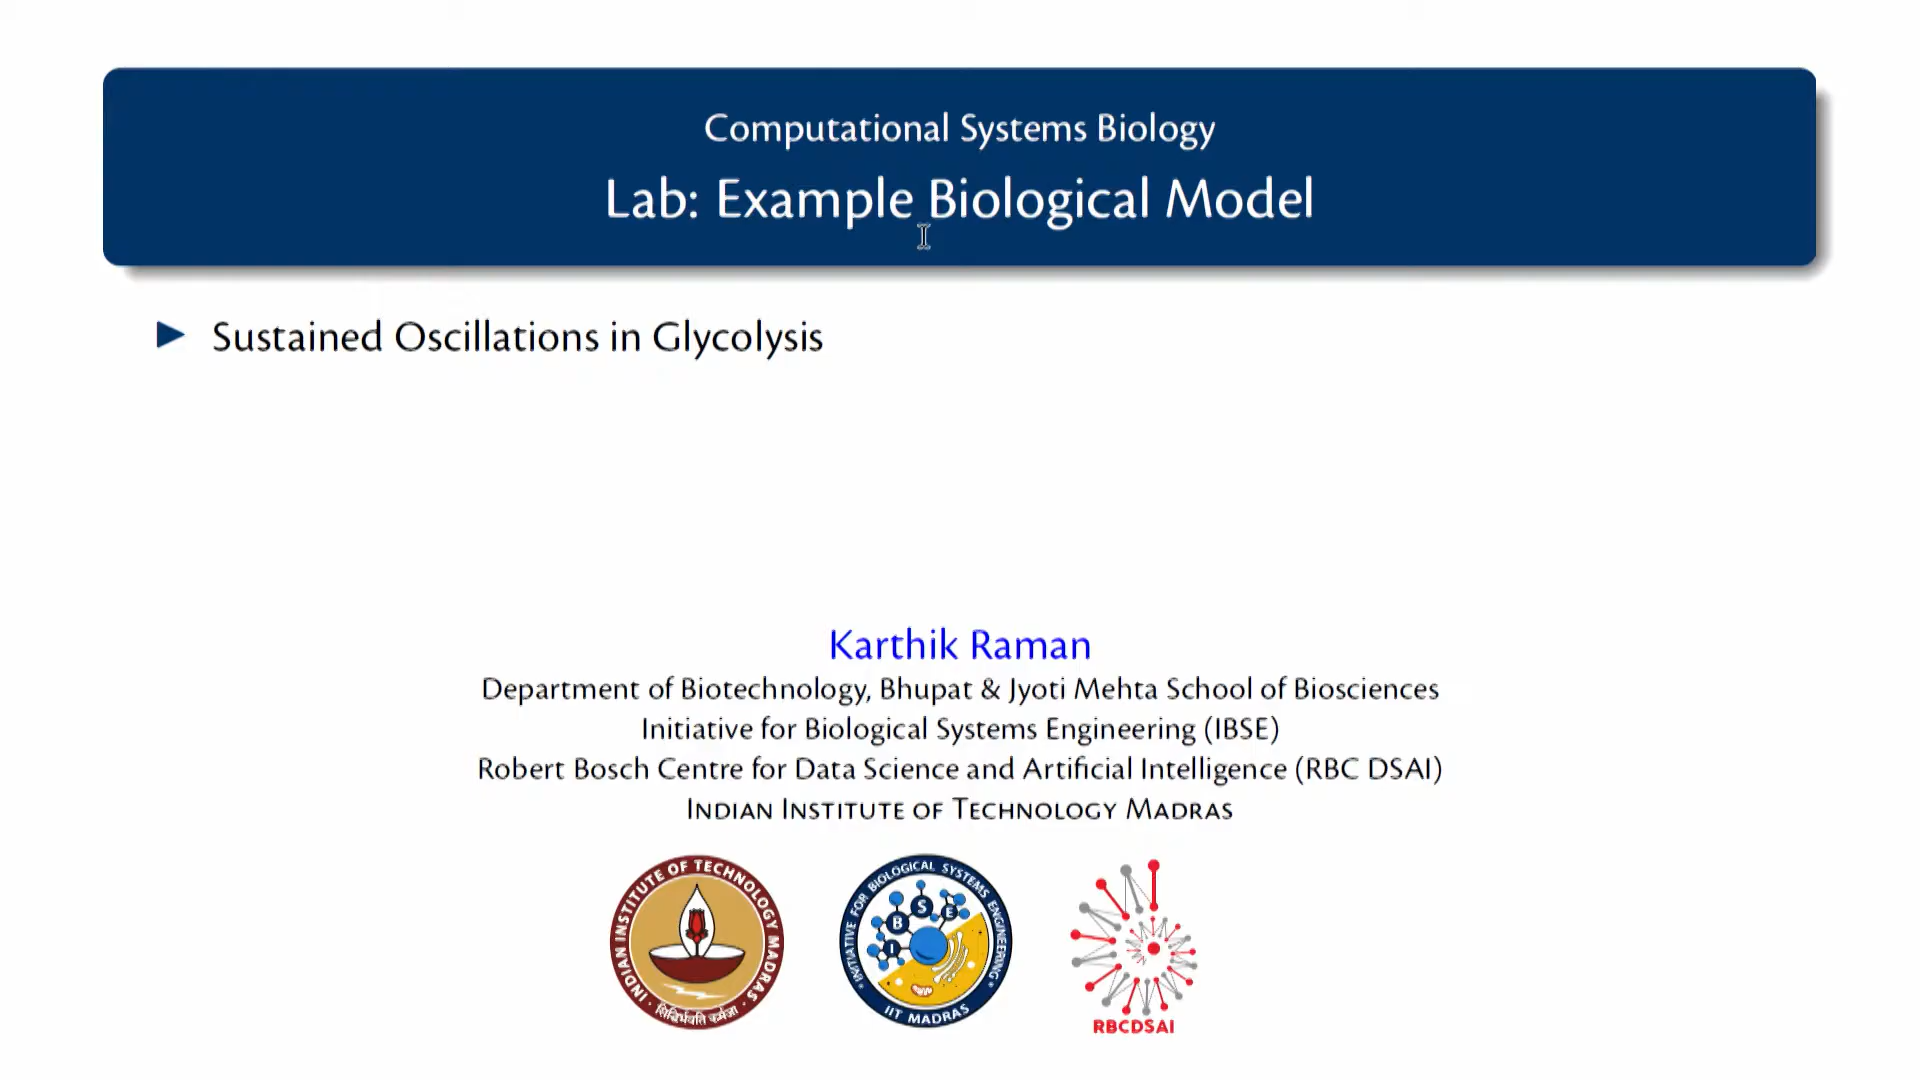 Computational Systems Biology
Lab: Example Biological Model
Sustained Oscillations in Glycolysis
Karthik Raman
Department of Biotechnology, Bhupat & Jyoti Mehta School of Biosciences
Initiative for Biological Systems Engineering (IBSE)
Robert Bosch Centre for Data Science and Artificial Intelligence (RBC DSAI)
INDIAN INSTITUTE OF TECHNOLOGY MADRAS
INDIAN INSTITUTE OF TECHNOLOGY MADRAS
सिद्धिर्भवति कर्मजा
INITIATIVE FOR BIOLOGICAL SYSTEMS ENGINEERING
I B S E
IIT MADRAS
RBCDSAI